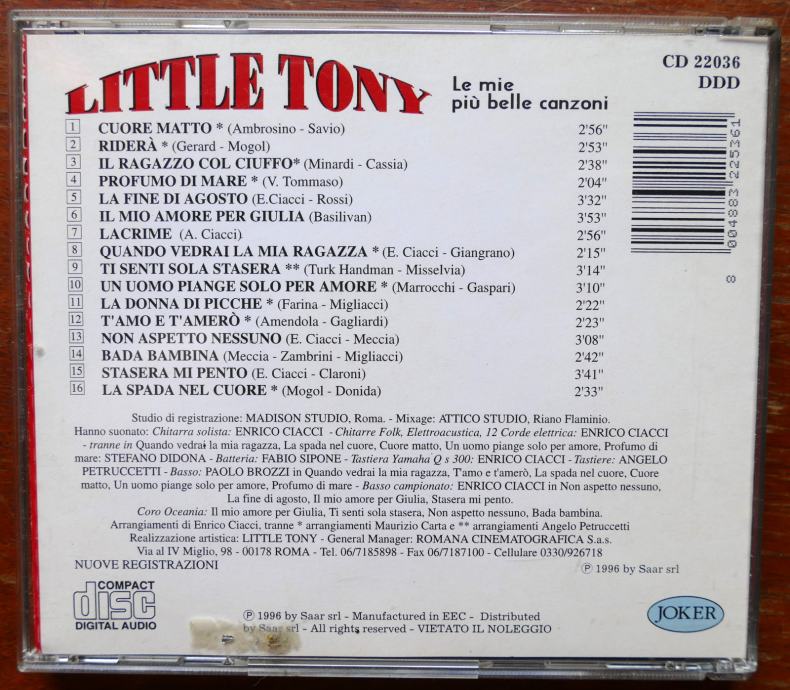 LITTLE TONY
Le mie
più belle canzoni
CD 22036
DDD
1 CUORE MATTO * (Ambrosino - Savio) 2'56"
2 RIDERÀ * (Gerard - Mogol) 2'53"
3 IL RAGAZZO COL CIUFFO* (Minardi - Cassia) 2'38"
4 PROFUMO DI MARE * (V. Tommaso) 2'04"
5 LA FINE DI AGOSTO (E.Ciacci - Rossi) 3'32"
6 IL MIO AMORE PER GIULIA (Basilivan) 3'53"
7 LACRIME (A. Ciacci) 2'56"
8 QUANDO VEDRAI LA MIA RAGAZZA * (E. Ciacci - Giangrano) 2'15"
9 TI SENTI SOLA STASERA ** (Turk Handman - Misselvia) 3'14"
10 UN UOMO PIANGE SOLO PER AMORE * (Marrocchi - Gaspari) 3'10"
11 LA DONNA DI PICCHE * (Farina - Migliacci) 2'22"
12 T'AMO E T'AMERÒ * (Amendola - Gagliardi) 2'23"
13 NON ASPETTO NESSUNO (E. Ciacci - Meccia) 3'08"
14 BADA BAMBINA (Meccia - Zambrini - Migliacci) 2'42"
15 STASERA MI PENTO (E. Ciacci - Claroni) 3'41"
16 LA SPADA NEL CUORE * (Mogol - Donida) 2'33"
8 004883 225361
Studio di registrazione: MADISON STUDIO, Roma. - Mixage: ATTICO STUDIO, Riano Flaminio.
Hanno suonato: Chitarra solista: ENRICO CIACCI - Chitarre Folk, Elettroacustica, 12 Corde elettrica: ENRICO CIACCI
- tranne in Quando vedrai la mia ragazza, La spada nel cuore, Cuore matto, Un uomo piange solo per amore, Profumo di
mare: STEFANO DIDONA - Batteria: FABIO SIPONE - Tastiera Yamaha Q s 300: ENRICO CIACCI - Tastiere: ANGELO
PETRUCCETTI - Basso: PAOLO BROZZI in Quando vedrai la mia ragazza, T'amo e t'amerò, La spada nel cuore, Cuore
matto, Un uomo piange solo per amore, Profumo di mare - Basso campionato: ENRICO CIACCI in Non aspetto nessuno,
La fine di agosto, Il mio amore per Giulia, Stasera mi pento.
Coro Oceania: Il mio amore per Giulia, Ti senti sola stasera, Non aspetto nessuno, Bada bambina.
Arrangiamenti di Enrico Ciacci, tranne * arrangiamenti Maurizio Carta e ** arrangiamenti Angelo Petruccetti
Realizzazione artistica: LITTLE TONY - General Manager: ROMANA CINEMATOGRAFICA S.a.s.
Via al IV Miglio, 98 - 00178 ROMA - Tel. 06/7185898 - Fax 06/7187100 - Cellulare 0330/926718
NUOVE REGISTRAZIONI
℗ 1996 by Saar srl
COMPACT
disc
DIGITAL AUDIO
℗ 1996 by Saar srl - Manufactured in EEC - Distributed
by Saar srl - All rights reserved - VIETATO IL NOLEGGIO
JOKER